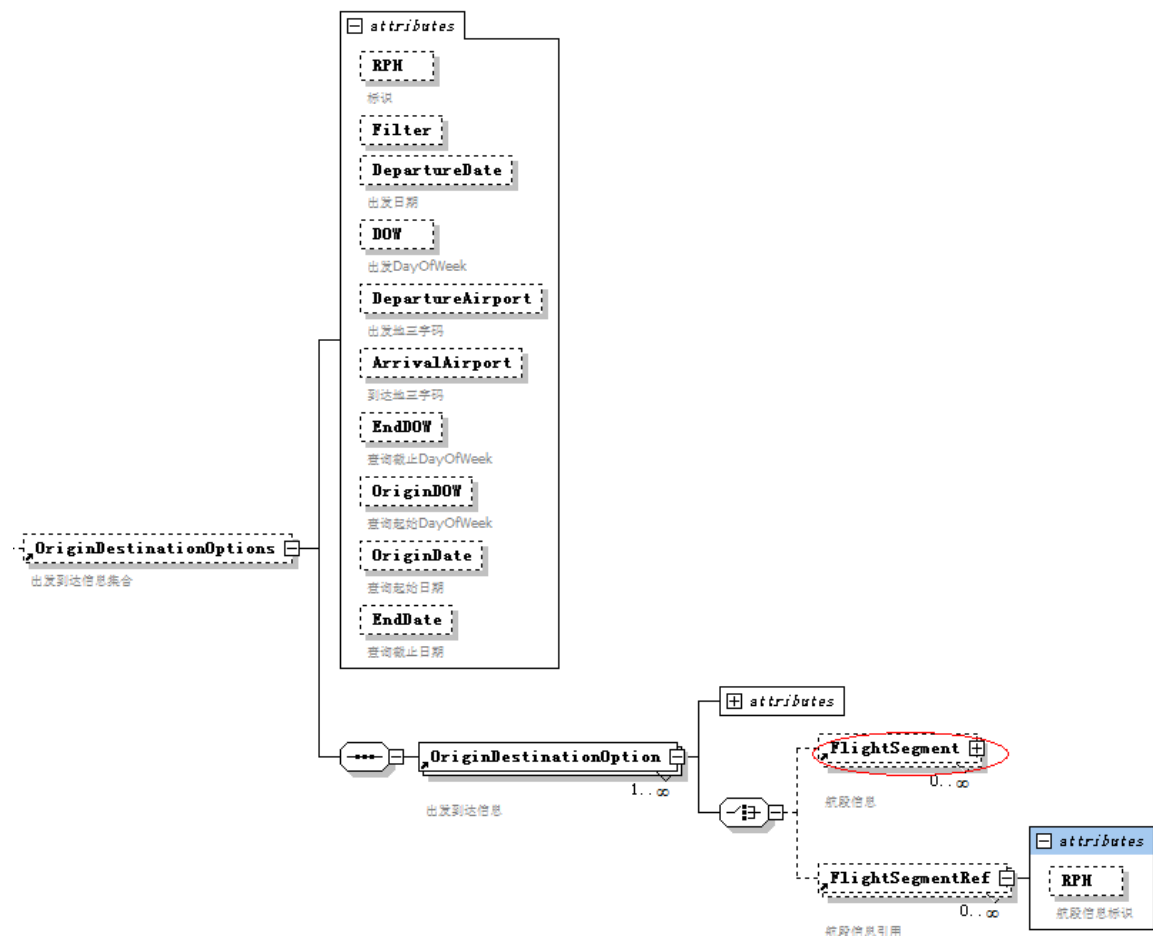 attributes
RPH
标识
Filter
DepartureDate
出发日期
DOW
出发DayOfWeek
DepartureAirport
出发地三字码
ArrivalAirport
到达地三字码
EndDOW
查询截止DayOfWeek
OriginDOW
查询起始DayOfWeek
OriginDate
查询起始日期
EndDate
查询截止日期
OriginDestinationOptions
出发到达信息集合
attributes
OriginDestinationOption
1..∞
出发到达信息
FlightSegment
0..∞
航段信息
FlightSegmentRef
0..∞
航段信息引用
attributes
RPH
航段信息标识